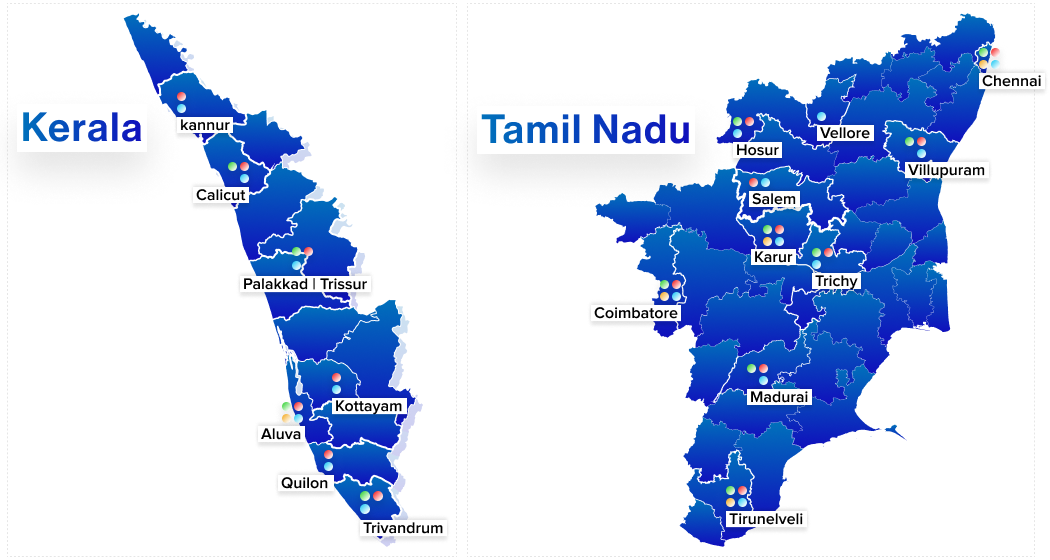 Kerala
kannur
Calicut
Palakkad | Trissur
Kottayam
Aluva
Quilon
Trivandrum
Tamil Nadu
Chennai
Vellore
Hosur
Villupuram
Salem
Karur
Trichy
Coimbatore
Madurai
Tirunelveli